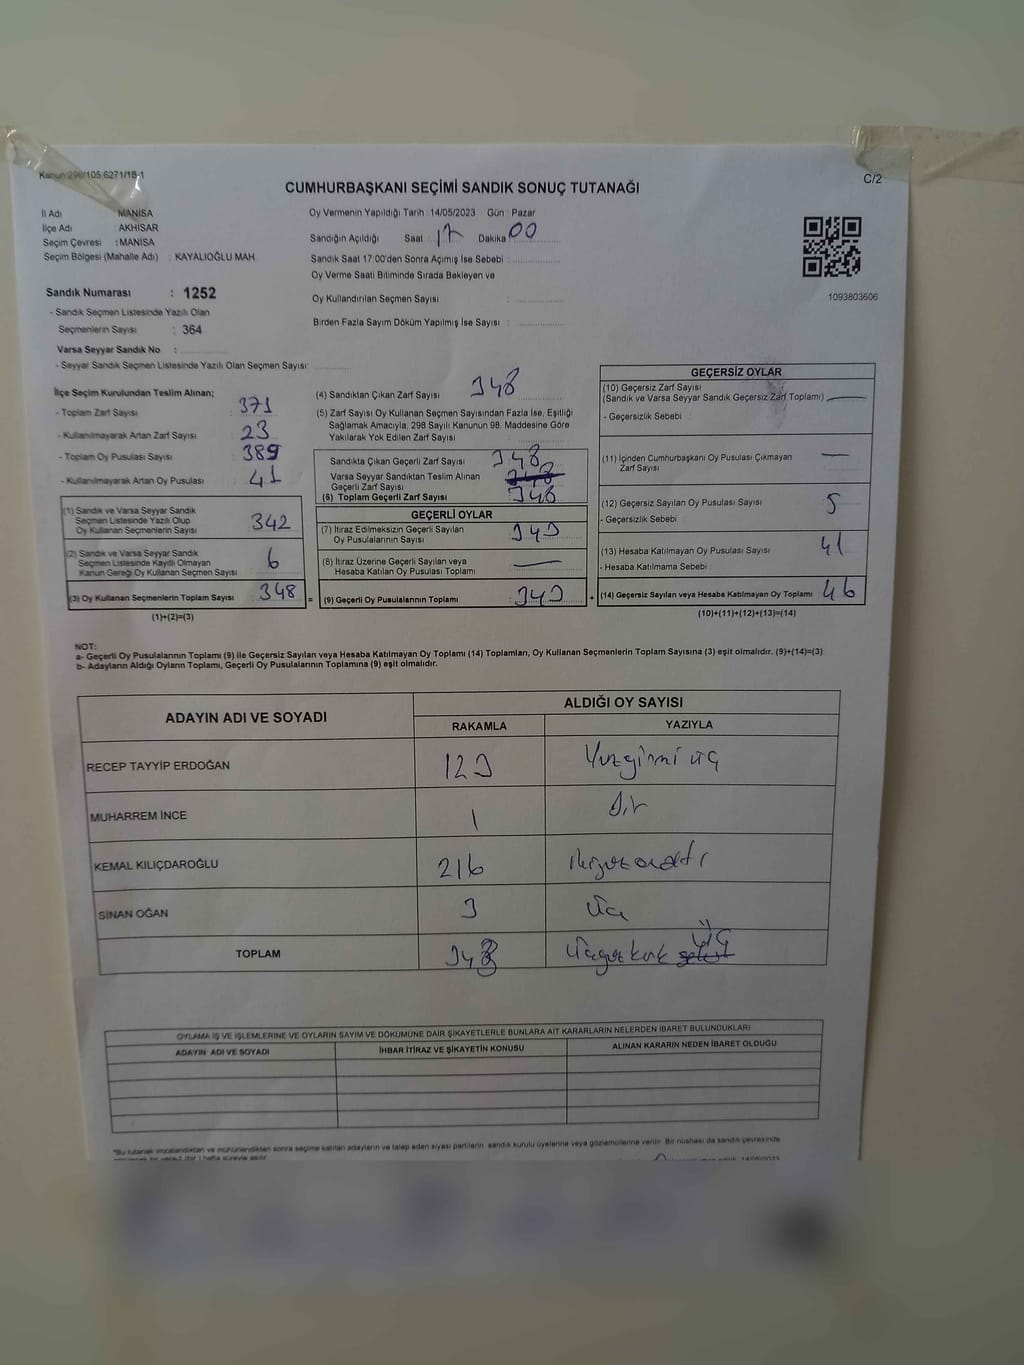 Kanun:298/105,6271/18-1
C/2
CUMHURBAŞKANI SEÇİMİ SANDIK SONUÇ TUTANAĞI
İl Adı : MANİSA
İlçe Adı : AKHİSAR
Seçim Çevresi : MANİSA
Seçim Bölgesi (Mahalle Adı) : KAYALIOĞLU MAH.
Sandık Numarası : 1252
- Sandık Seçmen Listesinde Yazılı Olan
Seçmenlerin Sayısı : 364
Varsa Seyyar Sandık No :
- Seyyar Sandık Seçmen Listesinde Yazılı Olan Seçmen Sayısı:
Oy Vermenin Yapıldığı Tarih :14/05/2023 Gün : Pazar
Sandığın Açıldığı Saat 17 Dakika 00
Sandık Saat 17:00'den Sonra Açımış İse Sebebi :
Oy Verme Saati Bitiminde Sırada Bekleyen ve
Oy Kullandırılan Seçmen Sayısı :
Birden Fazla Sayım Döküm Yapılmış İse Sayısı :
1093803606
İlçe Seçim Kurulundan Teslim Alınan;
- Toplam Zarf Sayısı : 371
- Kullanılmayarak Artan Zarf Sayısı : 23
- Toplam Oy Pusulası Sayısı : 389
- Kullanılmayarak Artan Oy Pusulası : 41
(1) Sandık ve Varsa Seyyar Sandık
Seçmen Listesinde Yazılı Olup
Oy Kullanan Seçmenlerin Sayısı : 342
(2) Sandık ve Varsa Seyyar Sandık
Seçmen Listesinde Kayıtlı Olmayan
Kanun Gereği Oy Kullanan Seçmen Sayısı : 6
(3) Oy Kullanan Seçmenlerin Toplam Sayısı : 348 =
(1)+(2)=(3)
(4) Sandıktan Çıkan Zarf Sayısı : 348
(5) Zarf Sayısı Oy Kullanan Seçmen Sayısından Fazla İse, Eşitliği
Sağlamak Amacıyla, 298 Sayılı Kanunun 98. Maddesine Göre
Yakılarak Yok Edilen Zarf Sayısı :
Sandıkta Çıkan Geçerli Zarf Sayısı : 348
Varsa Seyyar Sandıktan Teslim Alınan
Geçerli Zarf Sayısı
(6) Toplam Geçerli Zarf Sayısı : 348
GEÇERLİ OYLAR
(7) İtiraz Edilmeksizin Geçerli Sayılan
Oy Pusulalarının Sayısı : 343
(8) İtiraz Üzerine Geçerli Sayılan veya
Hesaba Katılan Oy Pusulası Toplamı : —
(9) Geçerli Oy Pusulalarının Toplamı : 343 +
GEÇERSİZ OYLAR
(10) Geçersiz Zarf Sayısı
(Sandık ve Varsa Seyyar Sandık Geçersiz Zarf Toplamı) —
- Geçersizlik Sebebi :
(11) İçinden Cumhurbaşkanı Oy Pusulası Çıkmayan
Zarf Sayısı : —
(12) Geçersiz Sayılan Oy Pusulası Sayısı : 5
- Geçersizlik Sebebi :
(13) Hesaba Katılmayan Oy Pusulası Sayısı : 41
- Hesaba Katılmama Sebebi :
(14) Geçersiz Sayılan veya Hesaba Katılmayan Oy Toplamı : 46
(10)+(11)+(12)+(13)=(14)
NOT:
a- Geçerli Oy Pusulalarının Toplamı (9) ile Geçersiz Sayılan veya Hesaba Katılmayan Oy Toplamı (14) Toplamları, Oy Kullanan Seçmenlerin Toplam Sayısına (3) eşit olmalıdır. (9)+(14)=(3)
b- Adayların Aldığı Oyların Toplamı, Geçerli Oy Pusulalarının Toplamına (9) eşit olmalıdır.
ADAYIN ADI VE SOYADI
ALDIĞI OY SAYISI
RAKAMLA YAZIYLA
RECEP TAYYİP ERDOĞAN 123 Yuzgirmi üç
MUHARREM İNCE 1 Bir
KEMAL KILIÇDAROĞLU 216 ikiyuz onaltı
SİNAN OĞAN 3 Üç
TOPLAM 343 Üçyuz kırk üç
OYLAMA İŞ VE İŞLEMLERİNE VE OYLARIN SAYIM VE DÖKÜMÜNE DAİR ŞİKAYETLERLE BUNLARA AİT KARARLARIN NELERDEN İBARET BULUNDUKLARI
ADAYIN ADI VE SOYADI
İHBAR İTİRAZ VE ŞİKAYETİN KONUSU
ALINAN KARARIN NEDEN İBARET OLDUĞU
*Bu tutanak imzalandıktan ve mühürlendikten sonra seçime katılan adayların ve talep eden siyasi partilerin sandık kurulu üyelerine veya gözlemcilerine verilir. Bir nüshası da sandık çevresinde